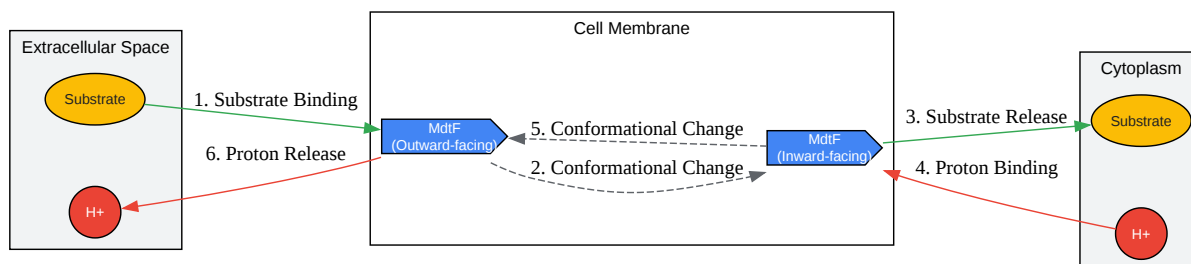 Extracellular Space
Substrate
H+
1. Substrate Binding
6. Proton Release
Cell Membrane
MdtF
(Outward-facing)
5. Conformational Change
2. Conformational Change
MdtF
(Inward-facing)
3. Substrate Release
4. Proton Binding
Cytoplasm
Substrate
H+